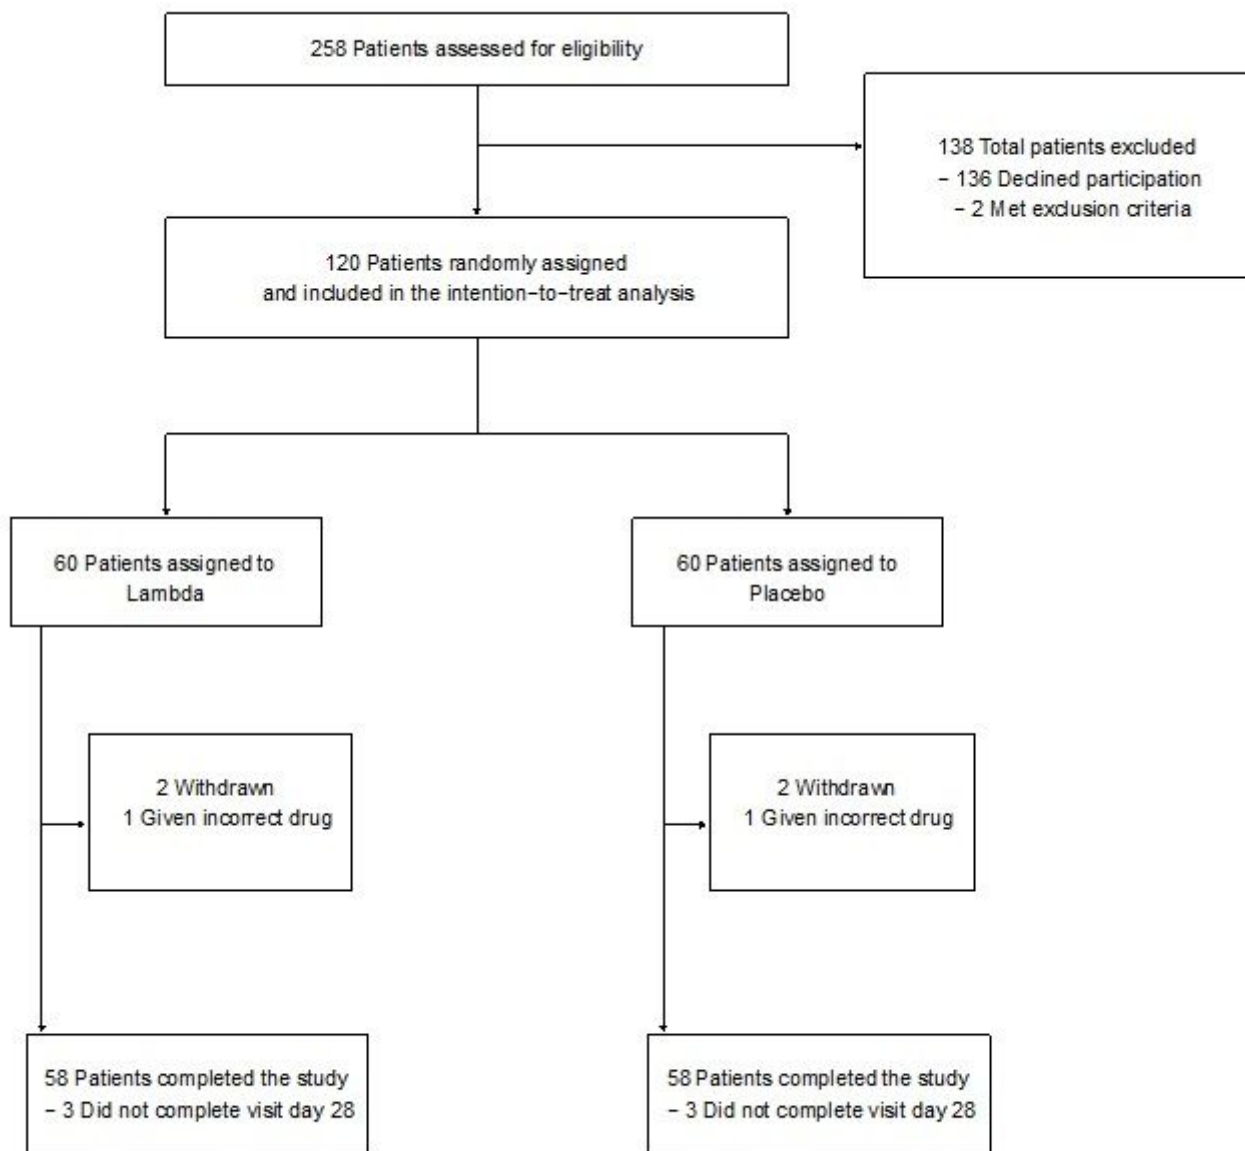 258 Patients assessed for eligibility
138 Total patients excluded
− 136 Declined participation
− 2 Met exclusion criteria
120 Patients randomly assigned
and included in the intention−to−treat analysis
60 Patients assigned to
Lambda
60 Patients assigned to
Placebo
2 Withdrawn
1 Given incorrect drug
2 Withdrawn
1 Given incorrect drug
58 Patients completed the study
− 3 Did not complete visit day 28
58 Patients completed the study
− 3 Did not complete visit day 28